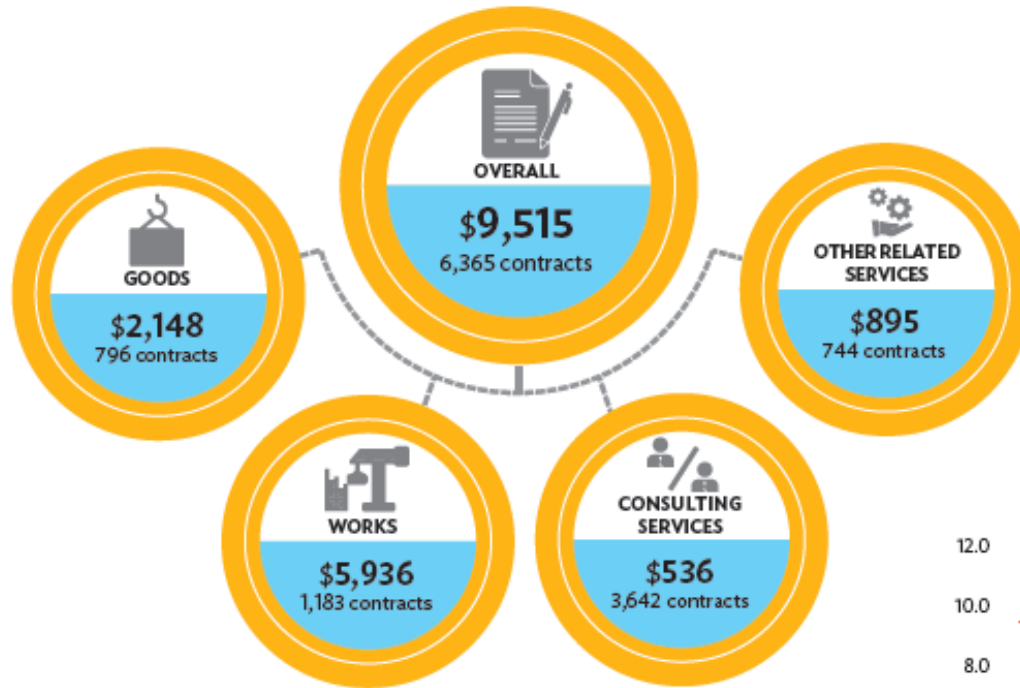 OVERALL
$9,515
6,365 contracts
GOODS
$2,148
796 contracts
OTHER RELATED
SERVICES
$895
744 contracts
WORKS
$5,936
1,183 contracts
CONSULTING
SERVICES
$536
3,642 contracts
12.0
10.0
8.0